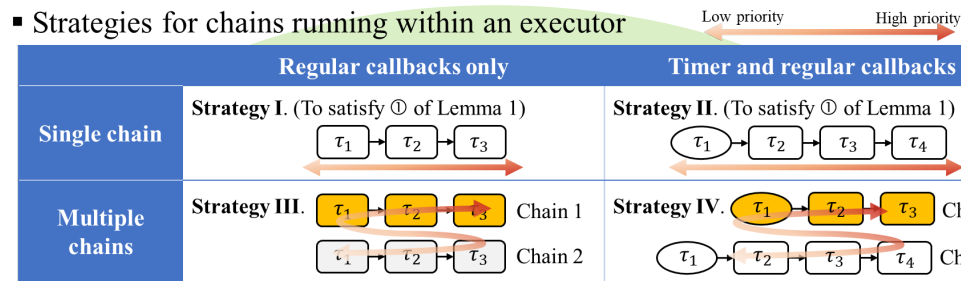 ▪ Strategies for chains running within an executor
Low priority High priority
Regular callbacks only
Timer and regular callbacks
Single chain
Strategy I. (To satisfy ① of Lemma 1)
τ₁ τ₂ τ₃
Strategy II. (To satisfy ① of Lemma 1)
τ₁ τ₂ τ₃ τ₄
Multiple
chains
Strategy III.
τ₁ τ₂ τ₃ Chain 1
τ₁ τ₂ τ₃ Chain 2
Strategy IV.
τ₁ τ₂ τ₃ Ch
τ₁ τ₂ τ₃ τ₄ Ch